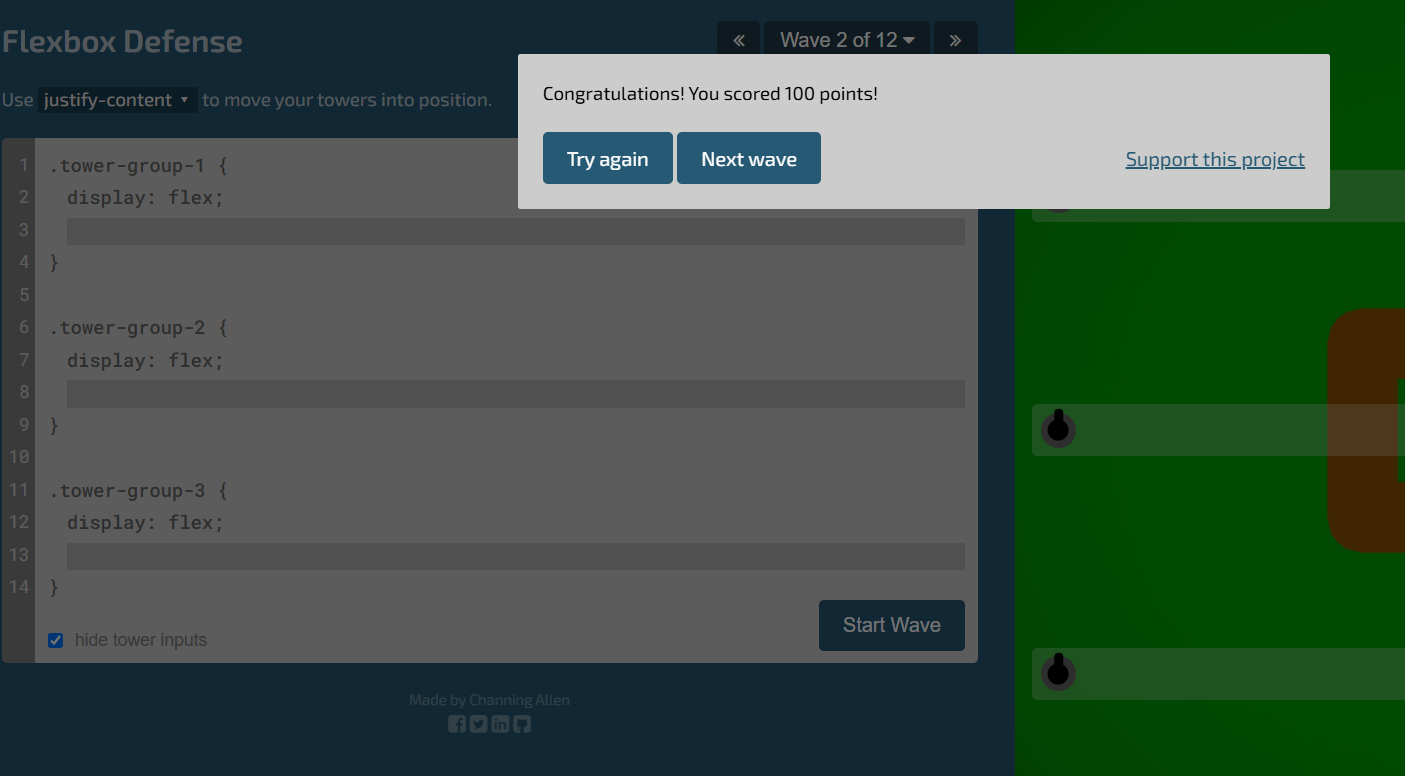 Flexbox Defense
« Wave 2 of 12 »
Use justify-content to move your towers into position.
Congratulations! You scored 100 points!
Try again Next wave Support this project
1 .tower-group-1 {
2 display: flex;
3
4 }
5
6 .tower-group-2 {
7 display: flex;
8
9 }
10
11 .tower-group-3 {
12 display: flex;
13
14 }
hide tower inputs
Start Wave
Made by Channing Allen